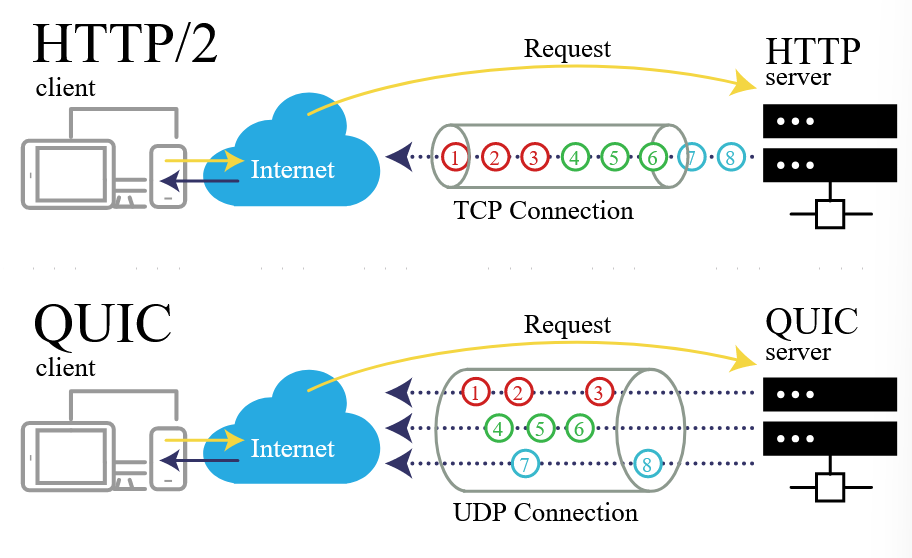 HTTP/2
client
Request
HTTP
server
Internet
1 2 3 4 5 6 7 8
TCP Connection
QUIC
client
Request
QUIC
server
Internet
1 2 3
4 5 6
7 8
UDP Connection